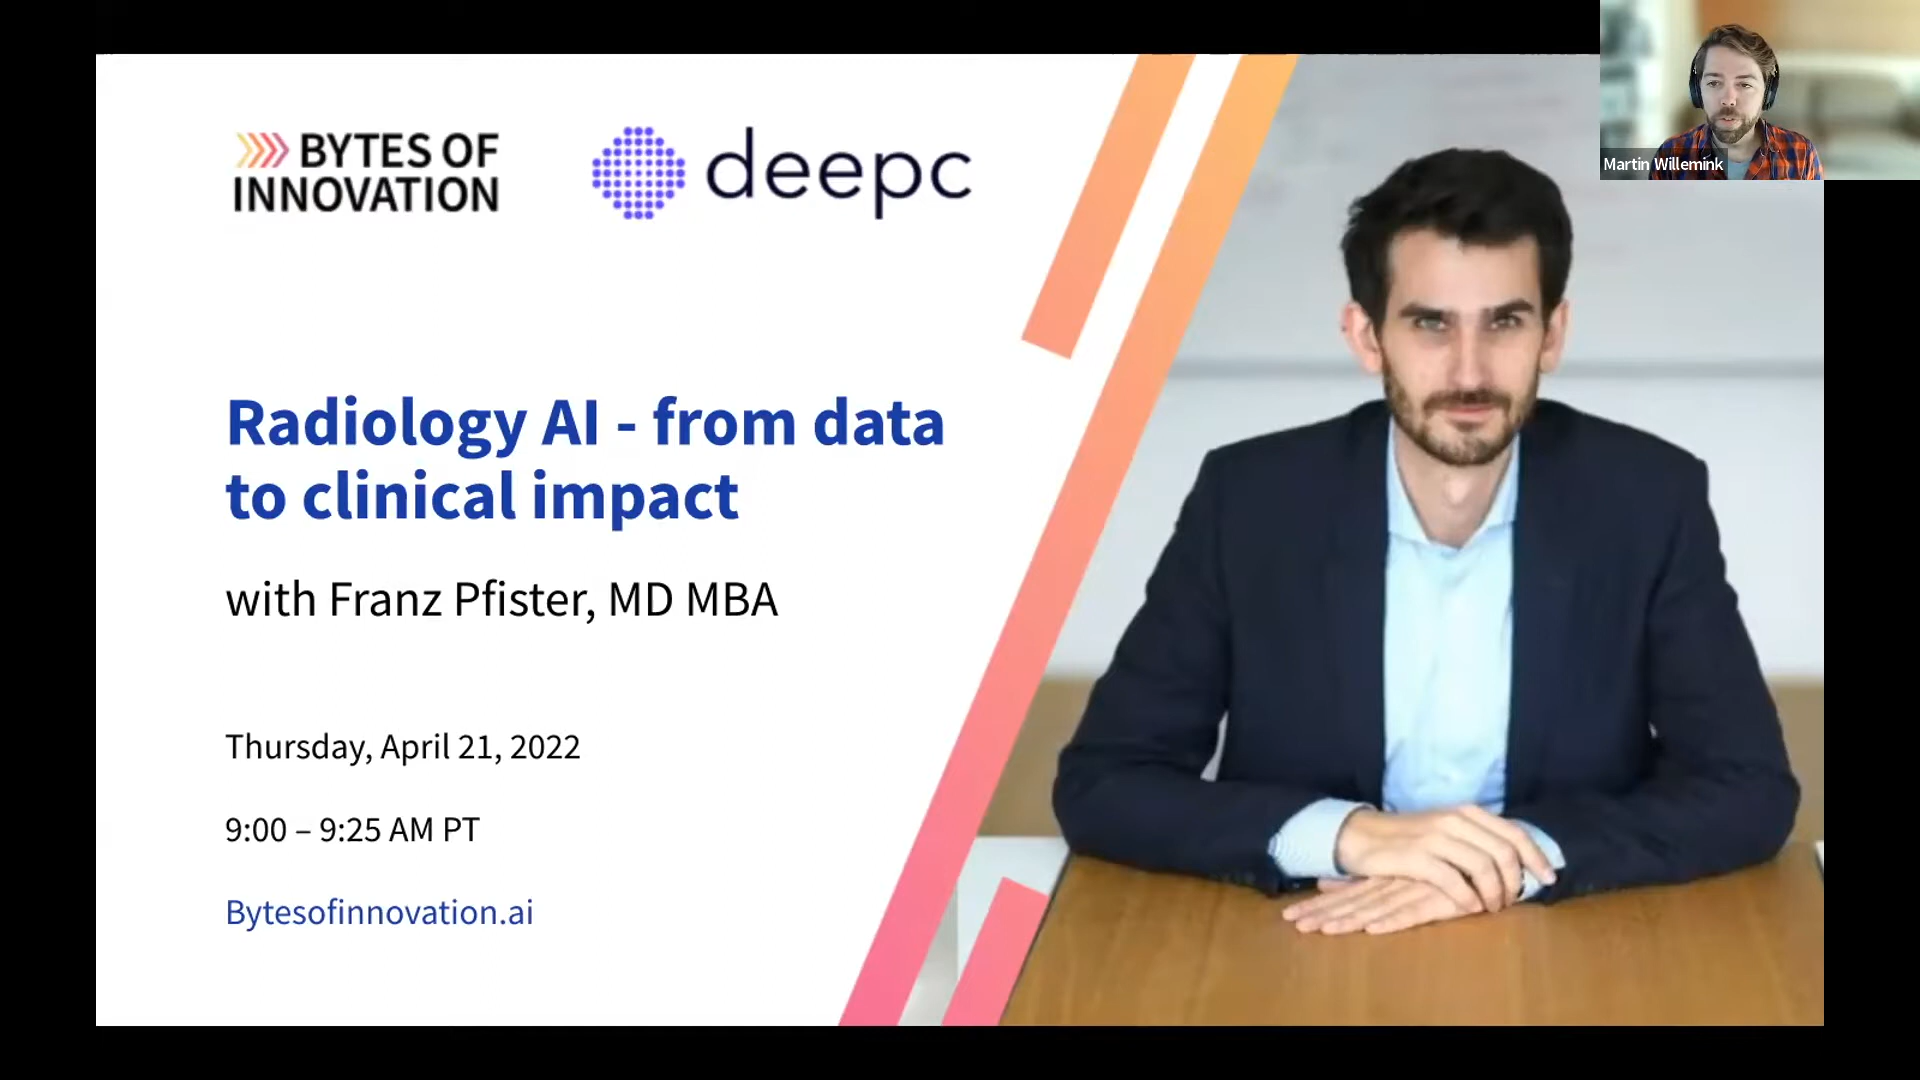 BYTES OF
INNOVATION
deepc
Martin Willemink
Radiology AI - from data
to clinical impact
with Franz Pfister, MD MBA
Thursday, April 21, 2022
9:00 – 9:25 AM PT
Bytesofinnovation.ai